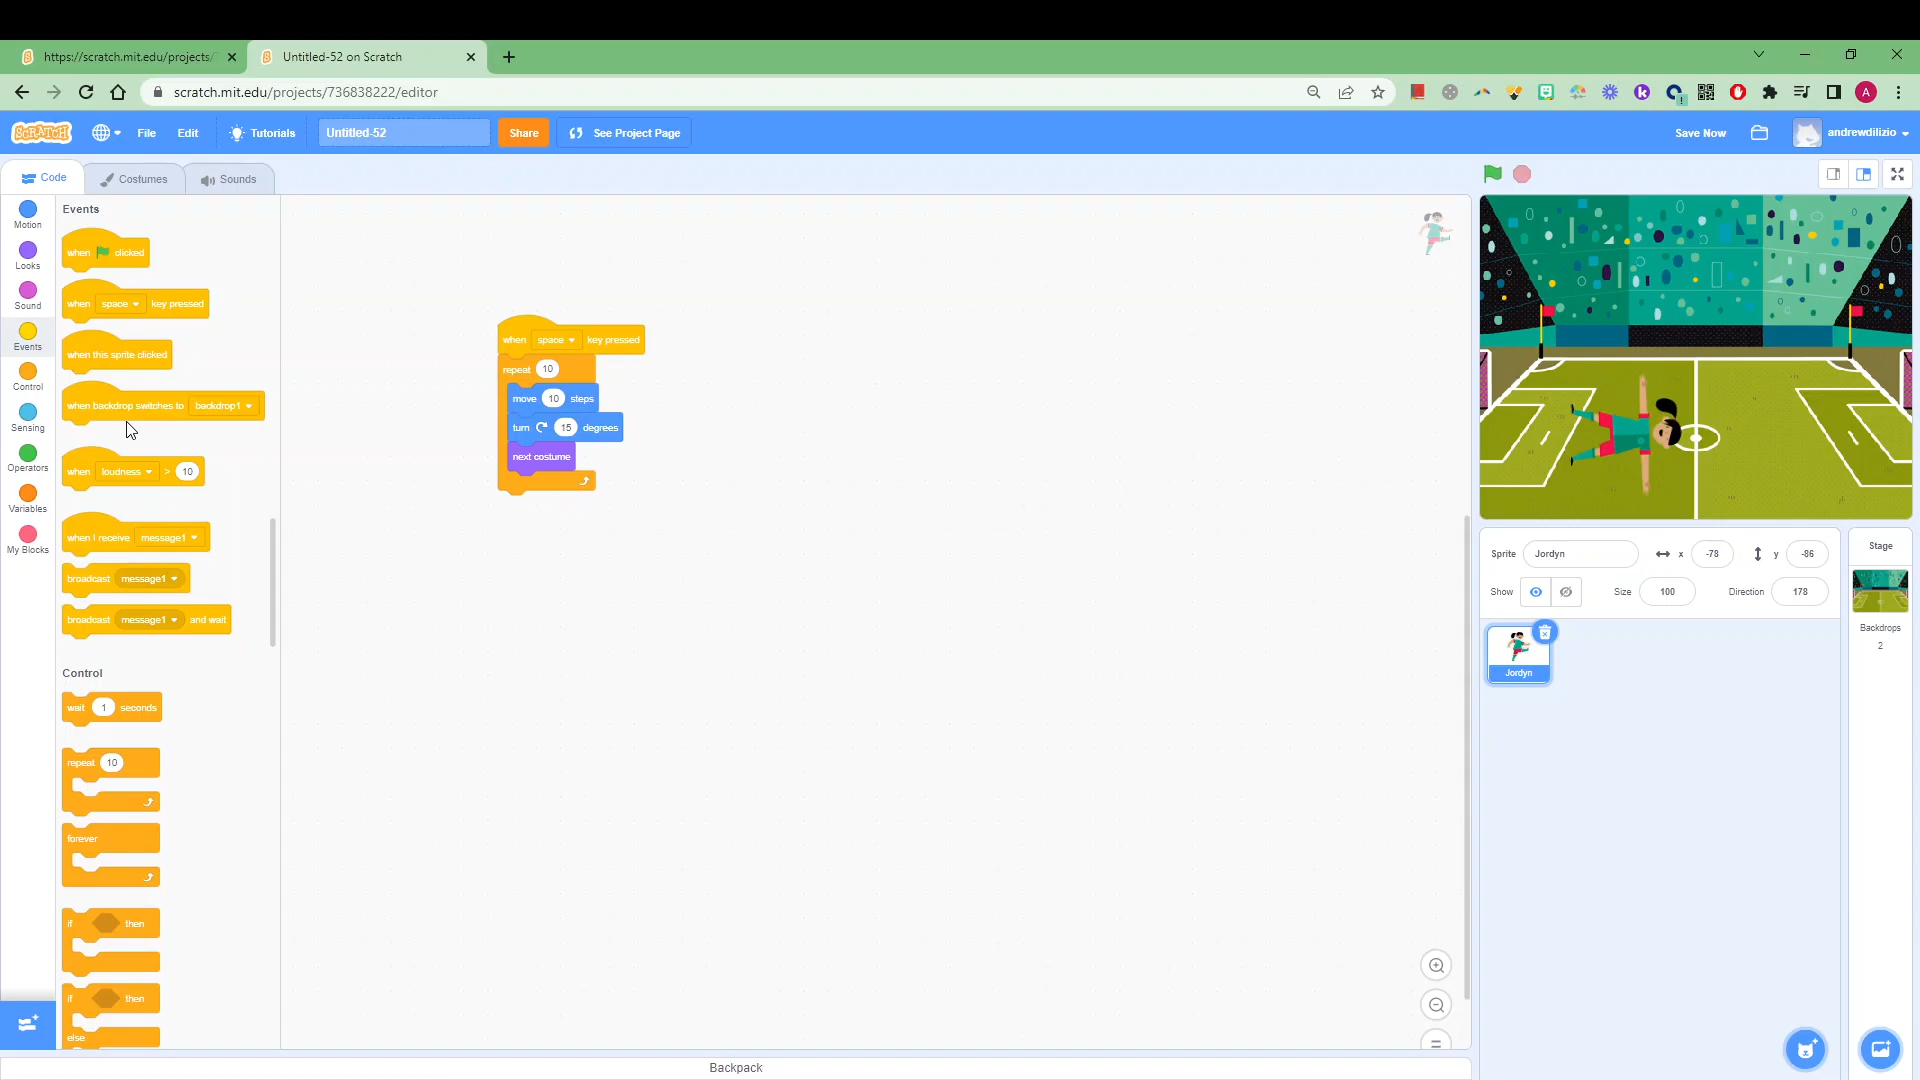 https://scratch.mit.edu/projects/
Untitled-52 on Scratch
scratch.mit.edu/projects/736838222/editor
A
SCRATCH
File
Edit
Tutorials
Untitled-52
Share
See Project Page
Save Now
andrewdilizio
Code
Costumes
Sounds
Motion
Looks
Sound
Events
Control
Sensing
Operators
Variables
My Blocks
Events
when clicked
when space key pressed
when this sprite clicked
when backdrop switches to backdrop1
when loudness > 10
when I receive message1
broadcast message1
broadcast message1 and wait
Control
wait 1 seconds
repeat 10
forever
if then
if then
else
when space key pressed
repeat 10
move 10 steps
turn 15 degrees
next costume
Sprite Jordyn x -78 y -86
Show Size 100 Direction 178
Jordyn
Stage
Backdrops
2
Backpack